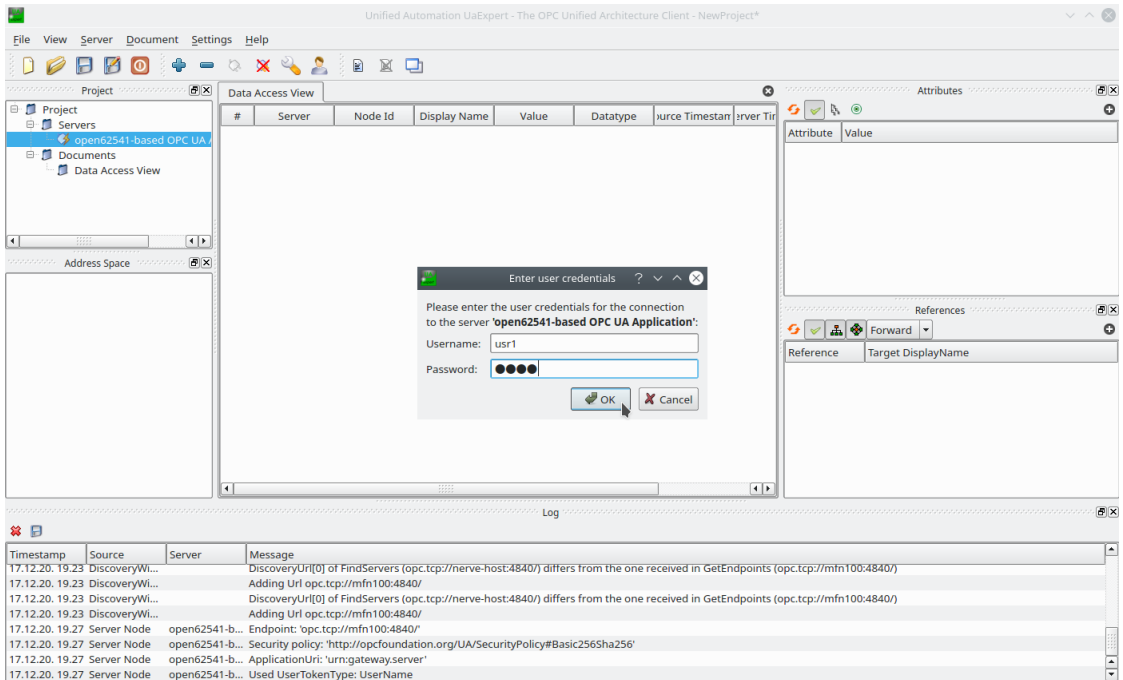 Unified Automation UaExpert - The OPC Unified Architecture Client - NewProject*
File View Server Document Settings Help
Project
Project
Servers
open62541-based OPC UA
Documents
Data Access View
Address Space
Data Access View
# Server Node Id Display Name Value Datatype
Enter user credentials ?
Please enter the user credentials for the connection
to the server 'open62541-based OPC UA Application':
Username: usr1
Password: ●●●●
OK Cancel
Attributes
Attribute Value
References
Forward
Reference Target DisplayName
Log
Timestamp Source Server Message
17.12.20. 19.23 DiscoveryWi... DiscoveryUrl[0] of FindServers (opc.tcp://nerve-host:4840/) differs from the one received in GetEndpoints (opc.tcp://mfn100:4840/)
17.12.20. 19.23 DiscoveryWi... Adding Url opc.tcp://mfn100:4840/
17.12.20. 19.23 DiscoveryWi... DiscoveryUrl[0] of FindServers (opc.tcp://nerve-host:4840/) differs from the one received in GetEndpoints (opc.tcp://mfn100:4840/)
17.12.20. 19.23 DiscoveryWi... Adding Url opc.tcp://mfn100:4840/
17.12.20. 19.27 Server Node open62541-b... Endpoint: 'opc.tcp://mfn100:4840/'
17.12.20. 19.27 Server Node open62541-b... Security policy: 'http://opcfoundation.org/UA/SecurityPolicy#Basic256Sha256'
17.12.20. 19.27 Server Node open62541-b... ApplicationUri: 'urn:gateway.server'
17.12.20. 19.27 Server Node open62541-b... Used UserTokenType: UserName